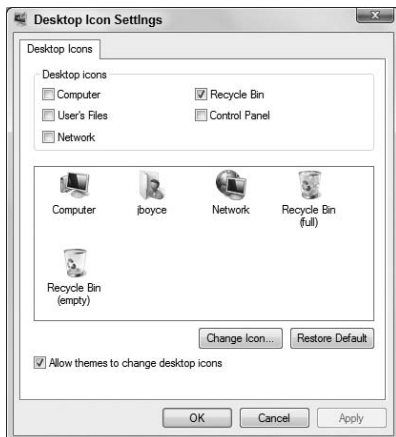 Desktop Icon Settings
Desktop Icons
Desktop icons
Computer
Recycle Bin
User's Files
Control Panel
Network
Computer
jboyce
Network
Recycle Bin
(full)
Recycle Bin
(empty)
Change Icon...
Restore Default
Allow themes to change desktop icons
OK
Cancel
Apply